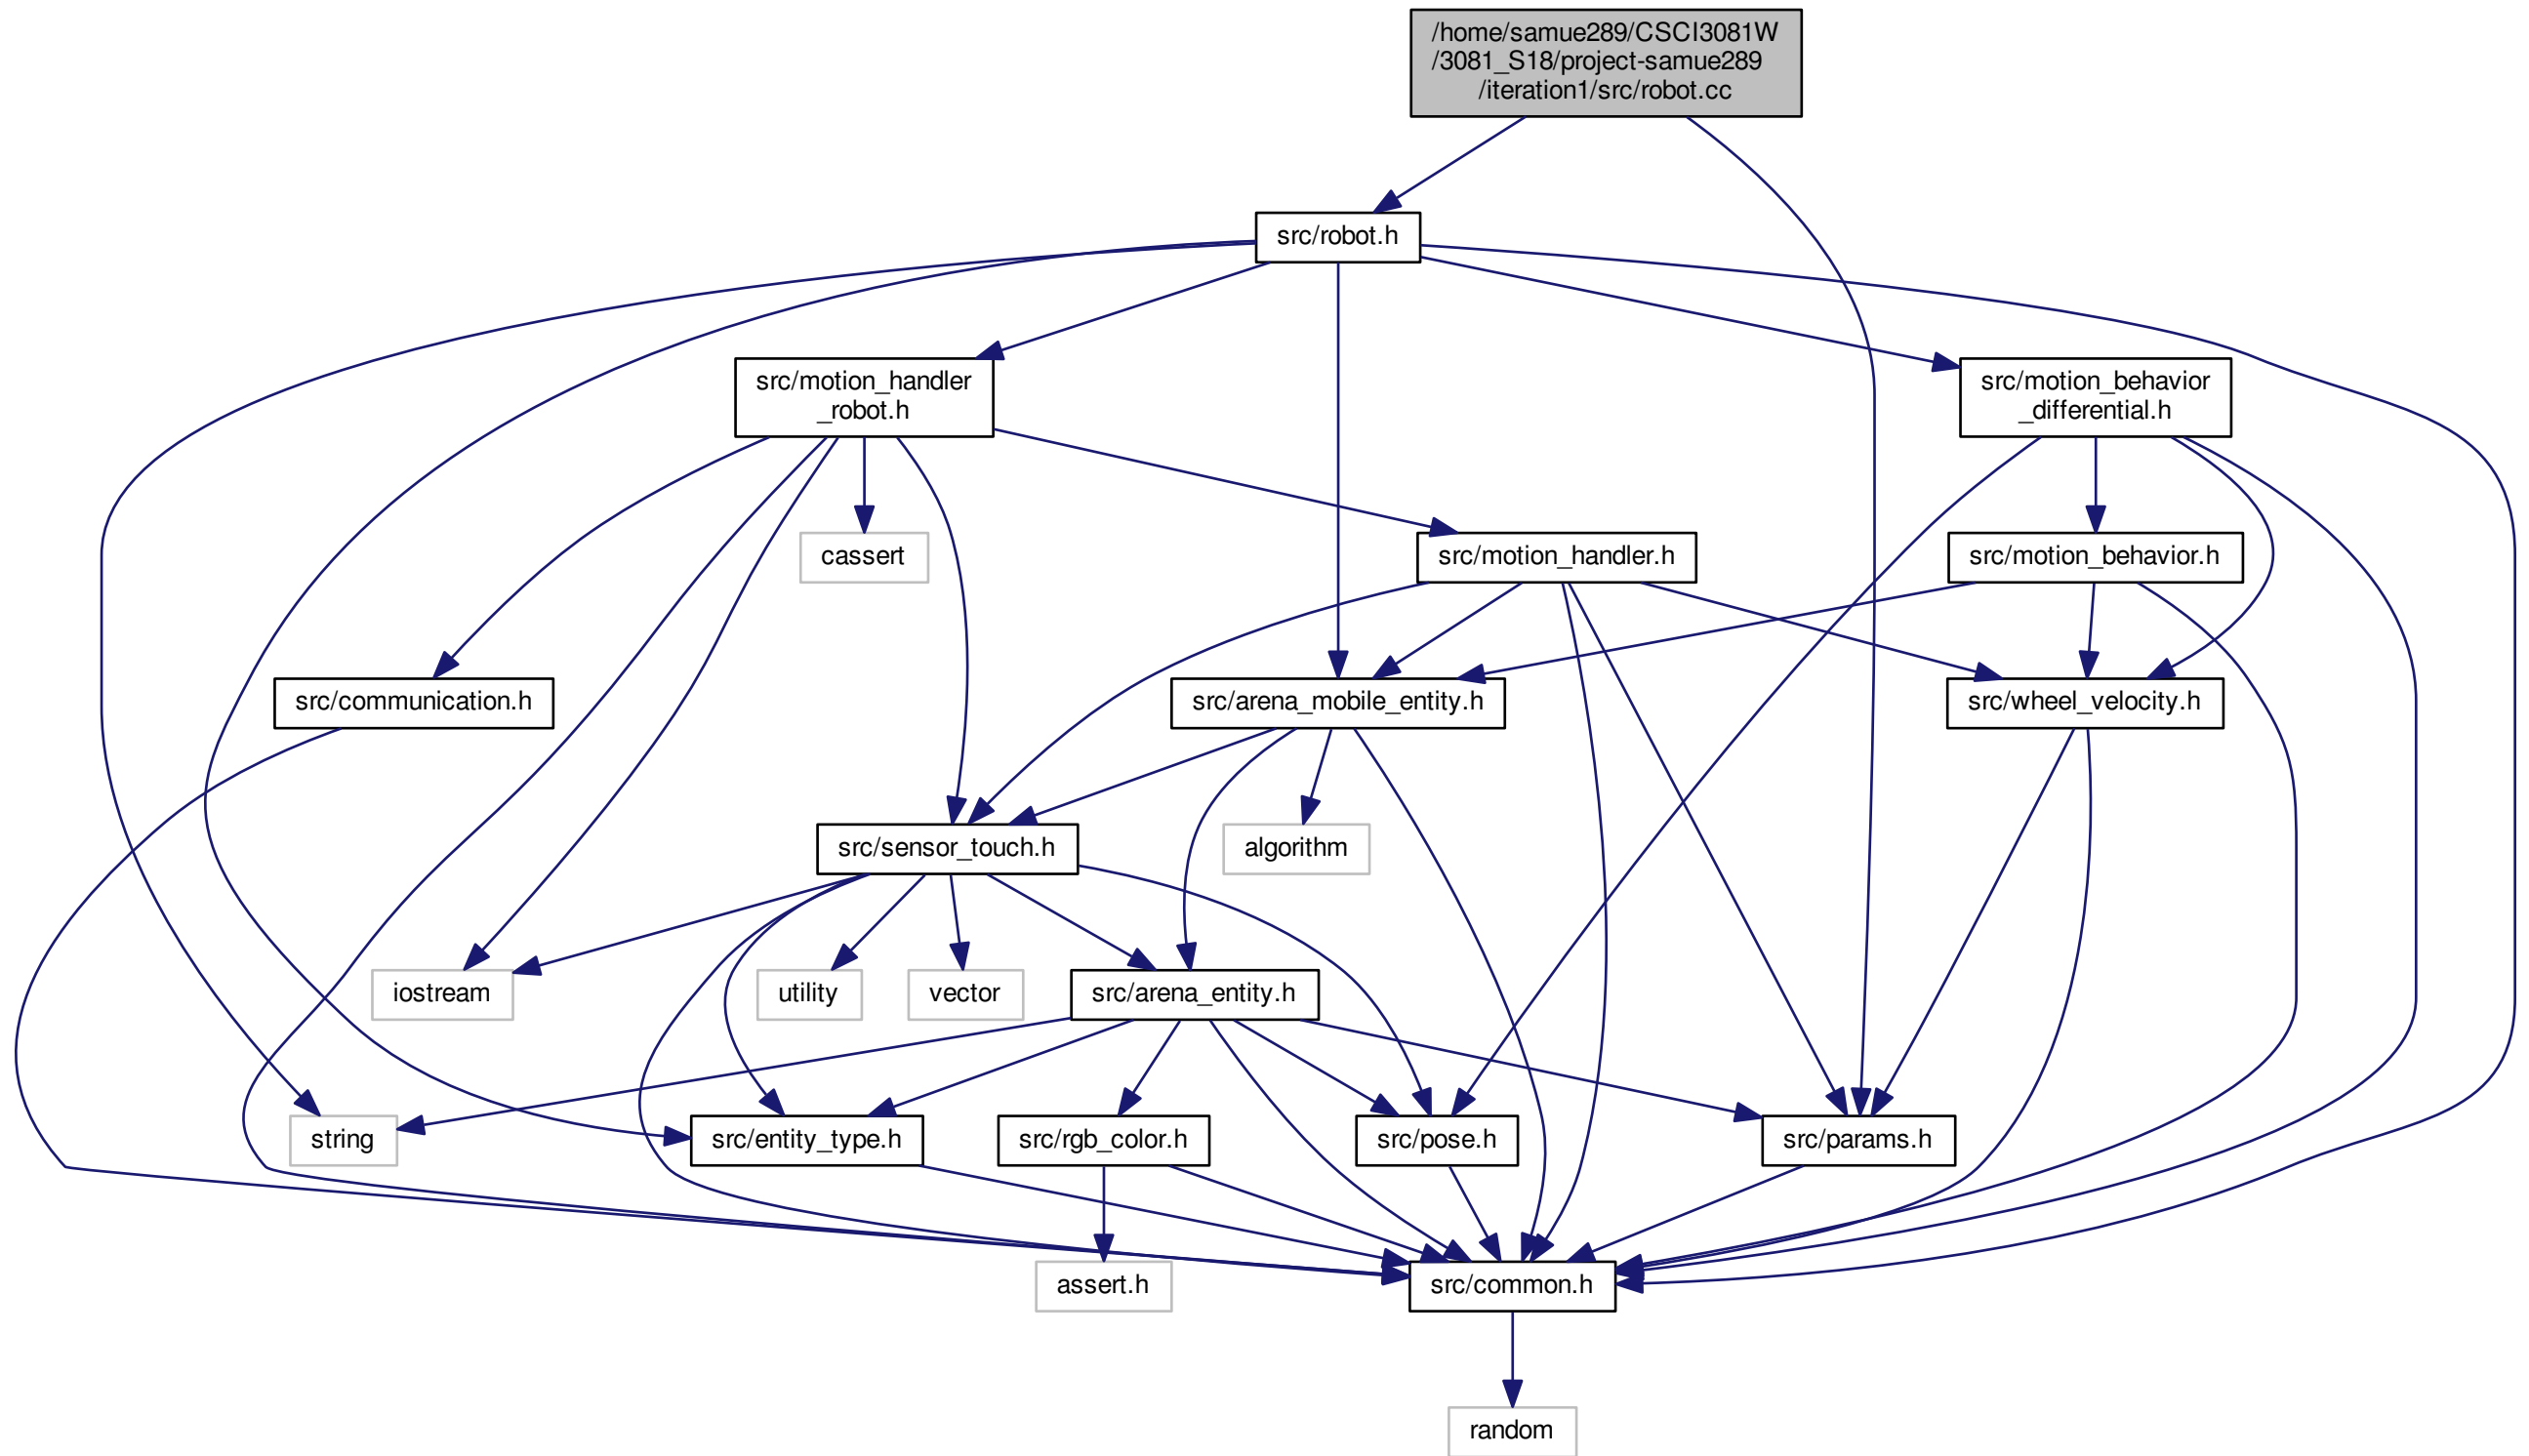 /home/samue289/CSCI3081W
/3081_S18/project-samue289
/iteration1/src/robot.cc
src/robot.h
src/motion_handler
_robot.h
src/motion_behavior
_differential.h
cassert
src/motion_handler.h
src/motion_behavior.h
src/communication.h
src/arena_mobile_entity.h
src/wheel_velocity.h
src/sensor_touch.h
algorithm
iostream
utility
vector
src/arena_entity.h
string
src/entity_type.h
src/rgb_color.h
src/pose.h
src/params.h
assert.h
src/common.h
random